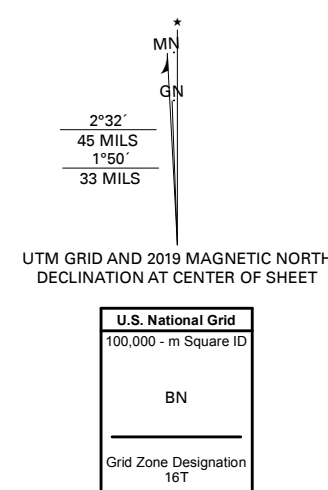 ★
MN
GN
2°32´
45 MILS
1°50´
33 MILS
UTM GRID AND 2019 MAGNETIC NORTH
DECLINATION AT CENTER OF SHEET
U.S. National Grid
100,000 - m Square ID
BN
Grid Zone Designation
16T